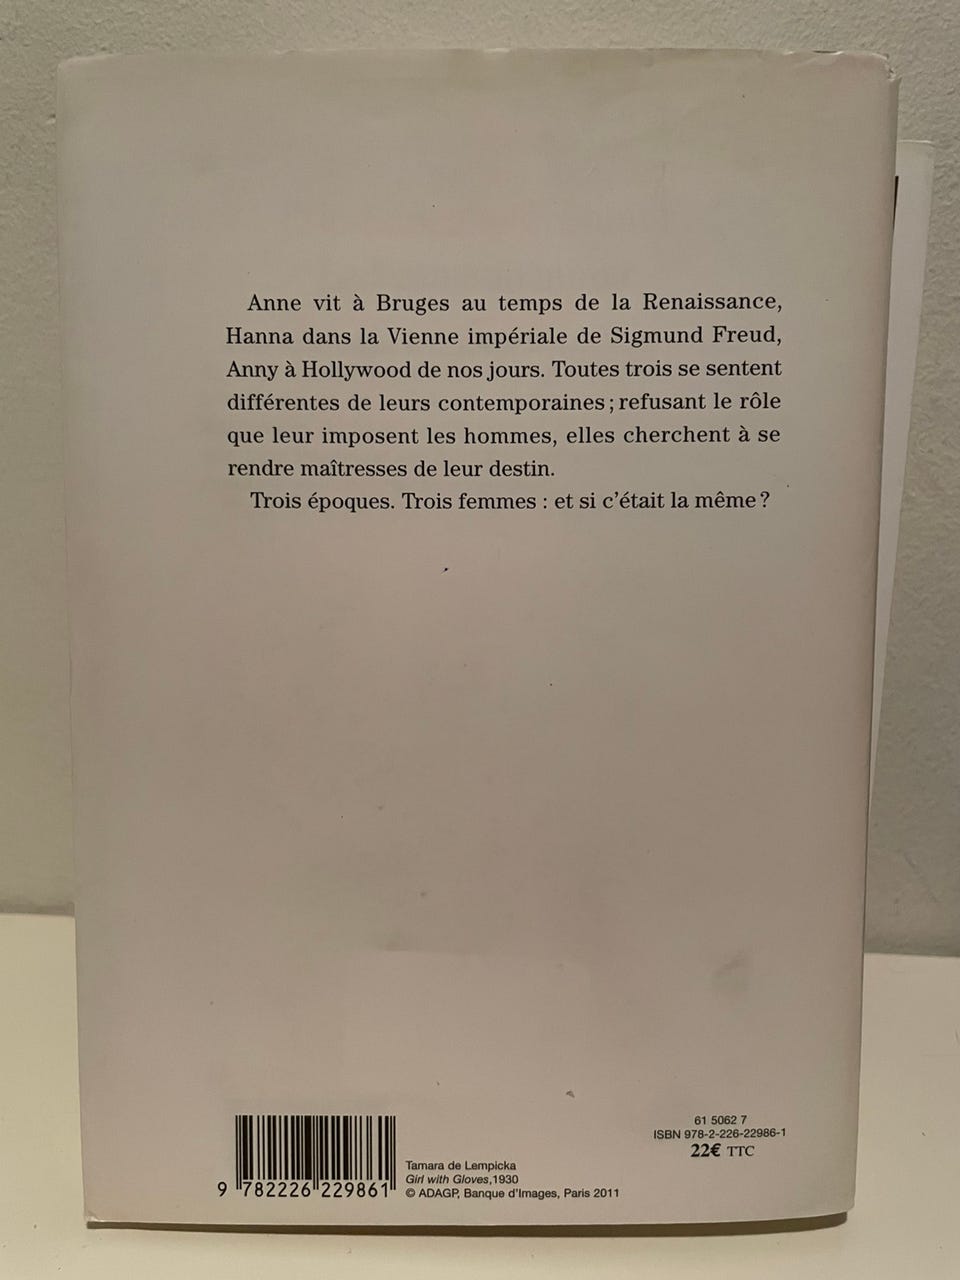 Anne vit à Bruges au temps de la Renaissance,
Hanna dans la Vienne impériale de Sigmund Freud,
Anny à Hollywood de nos jours. Toutes trois se sentent
différentes de leurs contemporaines ; refusant le rôle
que leur imposent les hommes, elles cherchent à se
rendre maîtresses de leur destin.
Trois époques. Trois femmes : et si c'était la même ?
9 782226 229861
Tamara de Lempicka
Girl with Gloves,1930
© ADAGP, Banque d'Images, Paris 2011
61 5062 7
ISBN 978-2-226-22986-1
22€ TTC